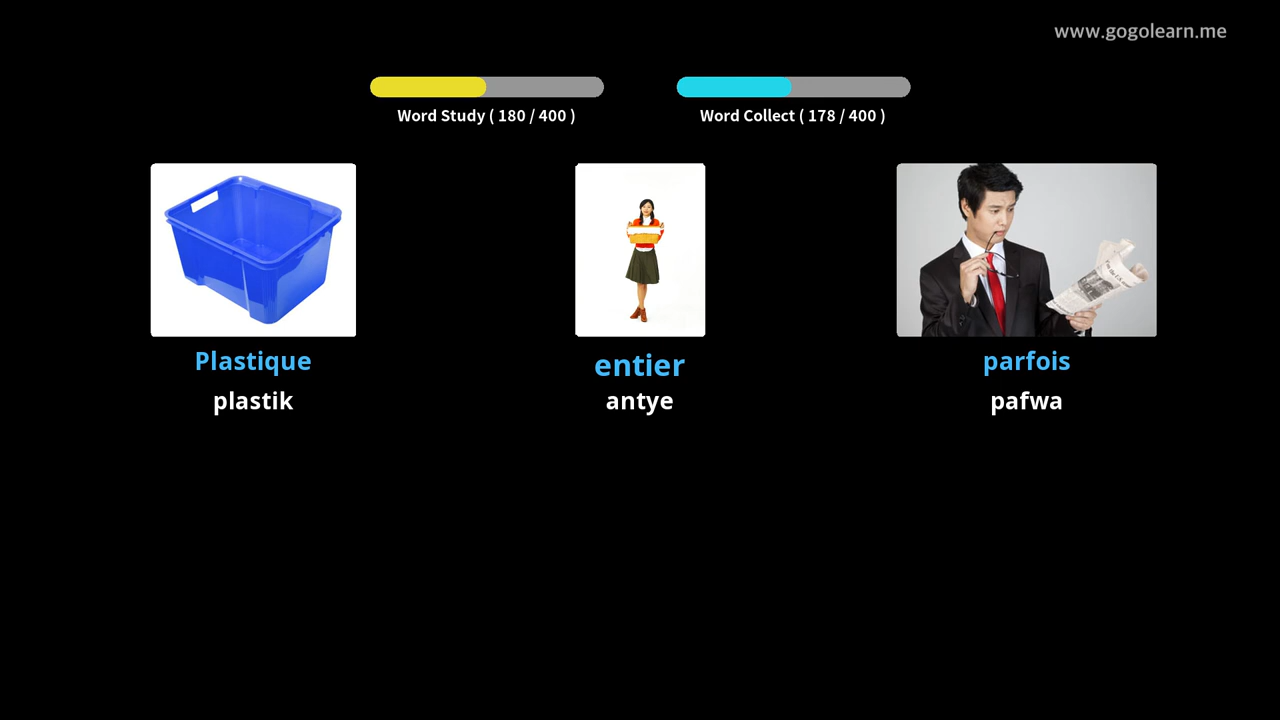 www.gogolearn.me
Word Study ( 180 / 400 )
Word Collect ( 178 / 400 )
Plastique
entier
parfois
plastik
antye
pafwa